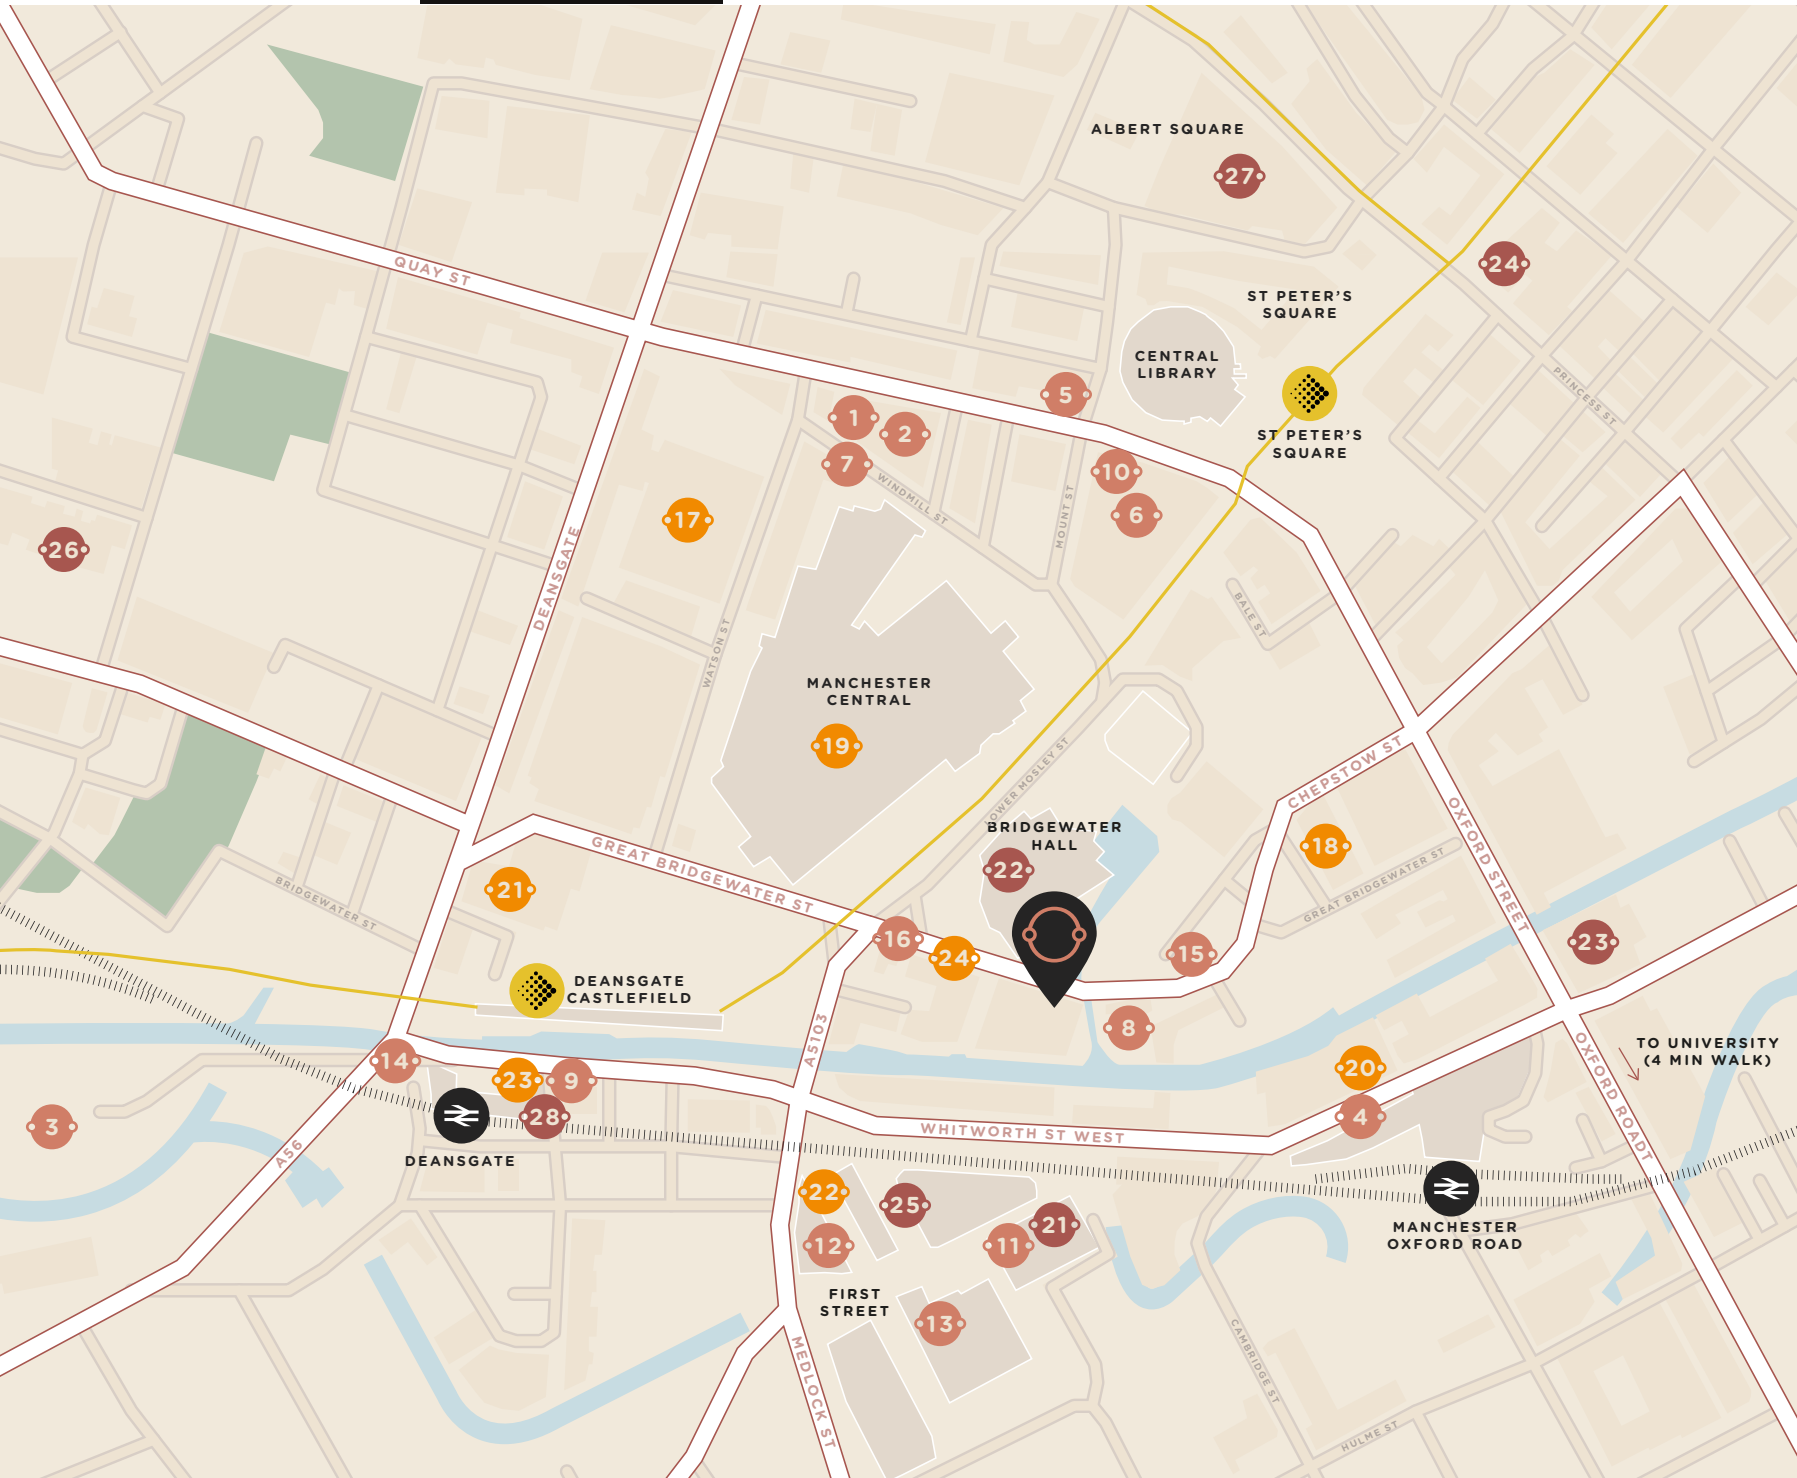 ALBERT SQUARE
27
24
QUAY ST
ST PETER'S
SQUARE
CENTRAL
LIBRARY
PRINCESS ST
5
1
2
ST PETER'S
SQUARE
7
10
WINDMILL ST
MOUNT ST
6
17
26
DEANSGATE
BALE ST
WATSON ST
MANCHESTER
CENTRAL
19
LOWER MOSLEY ST
CHEPSTOW ST
OXFORD STREET
BRIDGEWATER
HALL
18
22
GREAT BRIDGEWATER ST
GREAT BRIDGEWATER ST
21
BRIDGEWATER ST
16
24
15
23
DEANSGATE
CASTLEFIELD
A5103
8
OXFORD ROADT
TO UNIVERSITY
(4 MIN WALK)
14
23
9
20
28
4
3
WHITWORTH ST WEST
A56
DEANSGATE
22
25
21
12
11
MANCHESTER
OXFORD ROAD
FIRST
STREET
13
MEDLOCK ST
CAMBRIDGE ST
HULME ST